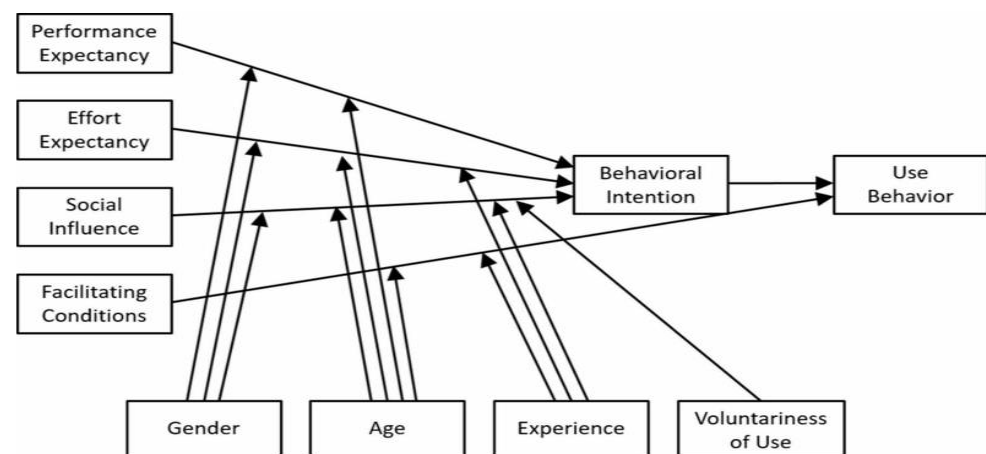 Performance
Expectancy
Effort
Expectancy
Social
Influence
Facilitating
Conditions
Behavioral
Intention
Use
Behavior
Gender
Age
Experience
Voluntariness
of Use